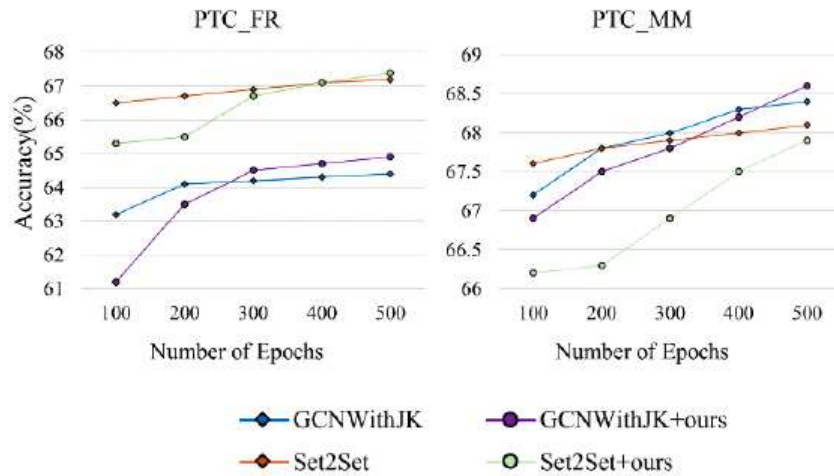 PTC_FR
PTC_MM
68
67
66
65
64
63
62
61
Accuracy(%)
100 200 300 400 500
Number of Epochs
69
68.5
68
67.5
67
66.5
66
100 200 300 400 500
Number of Epochs
GCNWithJK
GCNWithJK+ours
Set2Set
Set2Set+ours